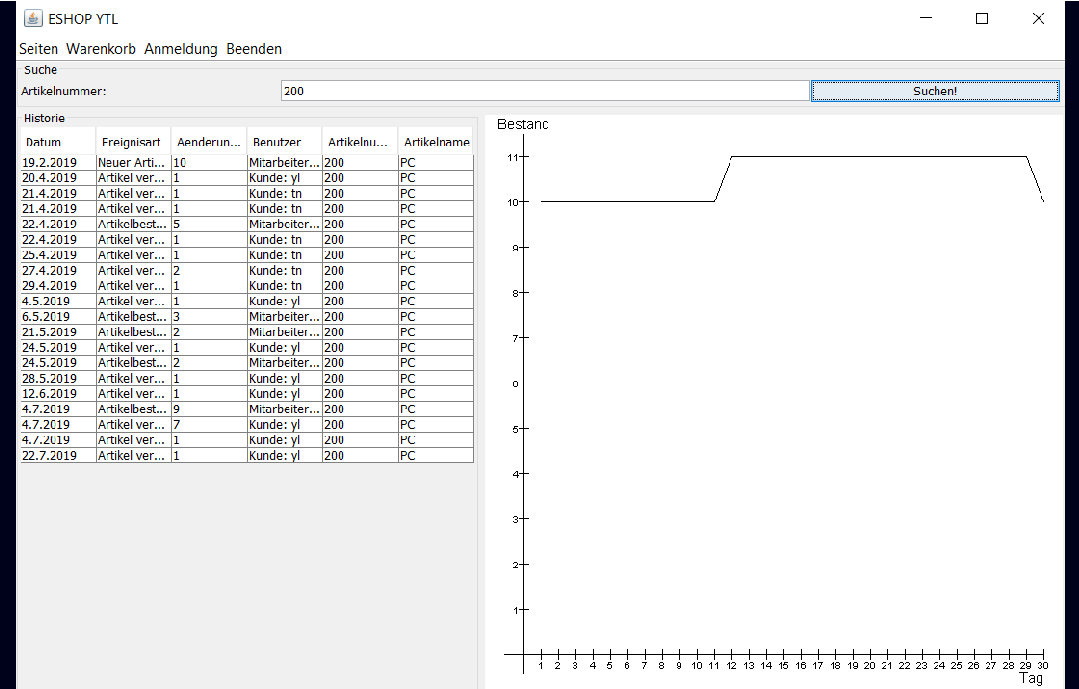 ESHOP YTL
Seiten Warenkorb Anmeldung Beenden
Suche
Artikelnummer: 200 Suchen!
Historie
Datum Ereignisart Aenderun... Benutzer Artikelnu... Artikelname
19.2.2019 Neuer Arti... 10 Mitarbeiter... 200 PC
20.4.2019 Artikel ver... 1 Kunde: yl 200 PC
21.4.2019 Artikel ver... 1 Kunde: tn 200 PC
21.4.2019 Artikel ver... 1 Kunde: tn 200 PC
22.4.2019 Artikelbest... 5 Mitarbeiter... 200 PC
22.4.2019 Artikel ver... 1 Kunde: tn 200 PC
25.4.2019 Artikel ver... 1 Kunde: tn 200 PC
27.4.2019 Artikel ver... 2 Kunde: tn 200 PC
29.4.2019 Artikel ver... 1 Kunde: tn 200 PC
4.5.2019 Artikel ver... 1 Kunde: yl 200 PC
6.5.2019 Artikelbest... 3 Mitarbeiter... 200 PC
21.5.2019 Artikelbest... 2 Mitarbeiter... 200 PC
24.5.2019 Artikel ver... 1 Kunde: yl 200 PC
24.5.2019 Artikelbest... 2 Mitarbeiter... 200 PC
28.5.2019 Artikel ver... 1 Kunde: yl 200 PC
12.6.2019 Artikel ver... 1 Kunde: yl 200 PC
4.7.2019 Artikelbest... 9 Mitarbeiter... 200 PC
4.7.2019 Artikel ver... 7 Kunde: yl 200 PC
4.7.2019 Artikel ver... 1 Kunde: yl 200 PC
22.7.2019 Artikel ver... 1 Kunde: yl 200 PC
Bestand
11
10
9
8
7
6
5
4
3
2
1
1 2 3 4 5 6 7 8 9 10 11 12 13 14 15 16 17 18 19 20 21 22 23 24 25 26 27 28 29 30
Tag